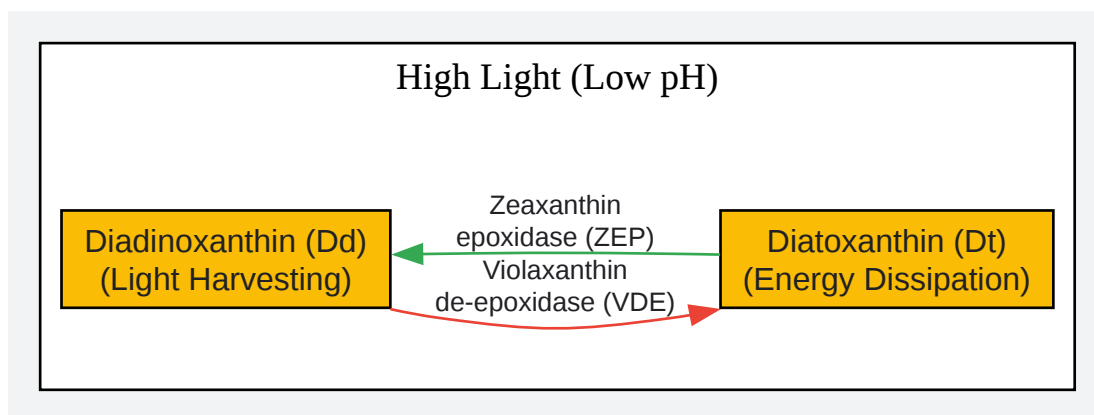 High Light (Low pH)
Zeaxanthin
epoxidase (ZEP)
Diadinoxanthin (Dd)
(Light Harvesting)
Diatoxanthin (Dt)
(Energy Dissipation)
Violaxanthin
de-epoxidase (VDE)